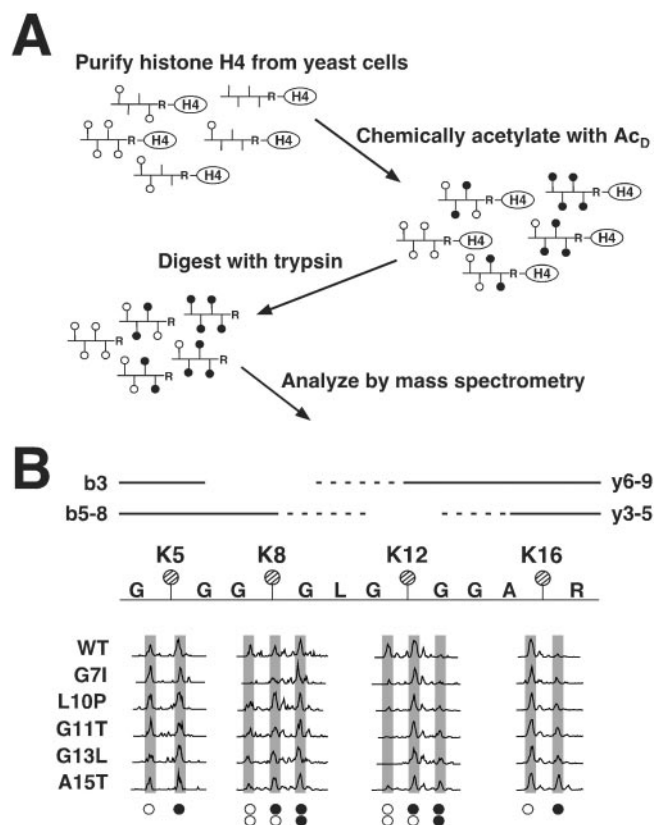 A
Purify histone H4 from yeast cells
R H4 R H4
R H4 R H4
R H4
Chemically acetylate with AcD
R H4 R H4
R H4 R H4
R H4
Digest with trypsin
R R
R R
R
Analyze by mass spectrometry
B
b3 y6-9
b5-8 y3-5
K5 K8 K12 K16
G G G G L G G G A R
WT
G7I
L10P
G11T
G13L
A15T